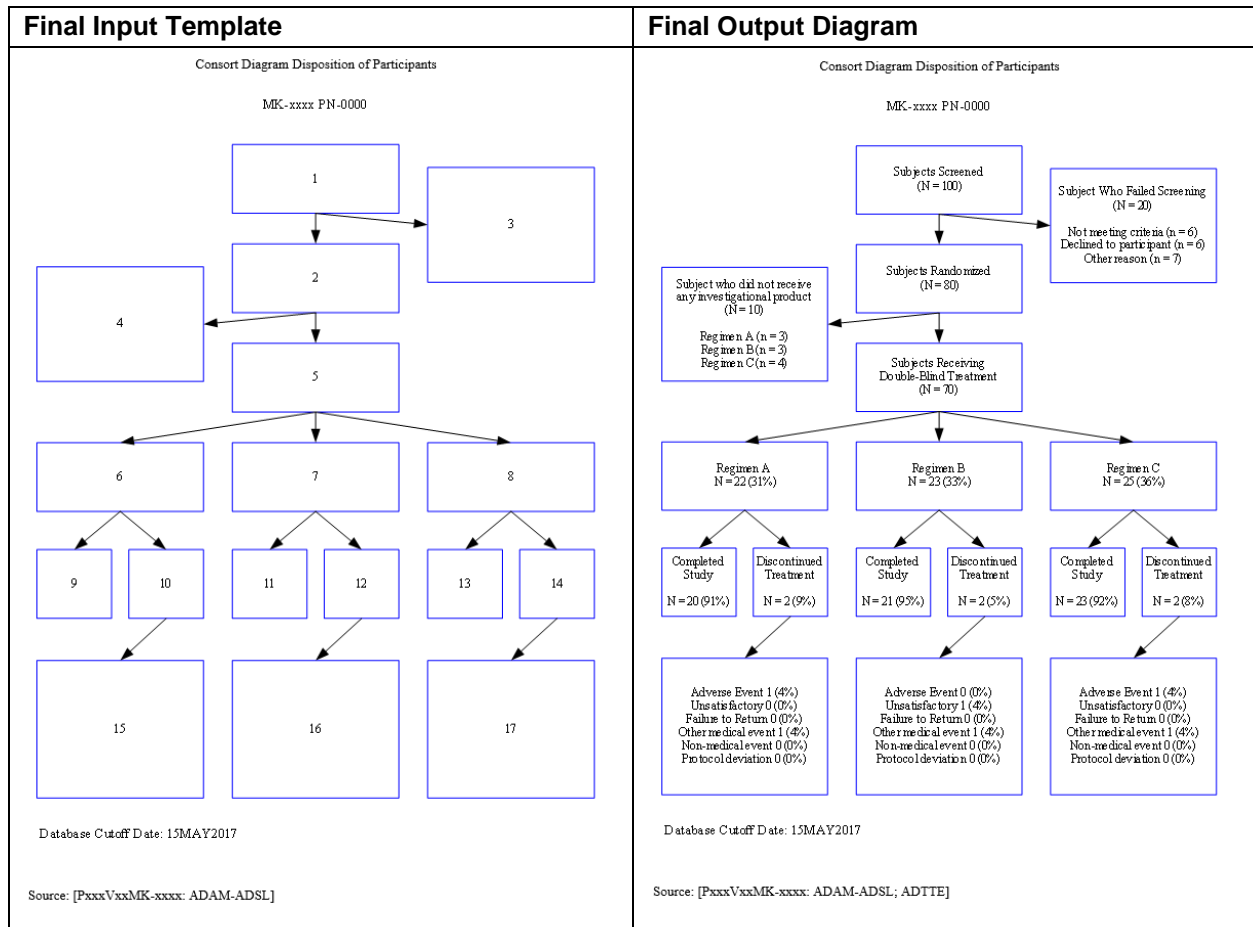 Final Input Template
Consort Diagram Disposition of Participants
MK-xxxx PN-0000
1
3
2
4
5
6
7
8
9
10
11
12
13
14
15
16
17
Database Cutoff Date: 15MAY2017
Source: [PxxxVxxMK-xxxx: ADAM-ADSL]
Final Output Diagram
Consort Diagram Disposition of Participants
MK-xxxx PN-0000
Subjects Screened
(N = 100)
Subject Who Failed Screening
(N = 20)
Not meeting criteria (n = 6)
Declined to participant (n = 6)
Other reason (n = 7)
Subjects Randomized
(N = 80)
Subject who did not receive
any investigational product
(N = 10)
Regimen A (n = 3)
Regimen B (n = 3)
Regimen C (n = 4)
Subjects Receiving
Double-Blind Treatment
(N = 70)
Regimen A
N = 22 (31%)
Regimen B
N = 23 (33%)
Regimen C
N = 25 (36%)
Completed
Study
N = 20 (91%)
Discontinued
Treatment
N = 2 (9%)
Completed
Study
N = 21 (95%)
Discontinued
Treatment
N = 2 (5%)
Completed
Study
N = 23 (92%)
Discontinued
Treatment
N = 2 (8%)
Adverse Event 1 (4%)
Unsatisfactory 0 (0%)
Failure to Return 0 (0%)
Other medical event 1 (4%)
Non-medical event 0 (0%)
Protocol deviation 0 (0%)
Adverse Event 0 (0%)
Unsatisfactory 1 (4%)
Failure to Return 0 (0%)
Other medical event 1 (4%)
Non-medical event 0 (0%)
Protocol deviation 0 (0%)
Adverse Event 1 (4%)
Unsatisfactory 0 (0%)
Failure to Return 0 (0%)
Other medical event 1 (4%)
Non-medical event 0 (0%)
Protocol deviation 0 (0%)
Database Cutoff Date: 15MAY2017
Source: [PxxxVxxMK-xxxx: ADAM-ADSL; ADTTE]